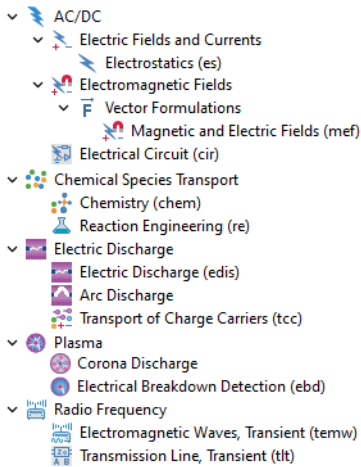 AC/DC
Electric Fields and Currents
Electrostatics (es)
Electromagnetic Fields
Vector Formulations
Magnetic and Electric Fields (mef)
Electrical Circuit (cir)
Chemical Species Transport
Chemistry (chem)
Reaction Engineering (re)
Electric Discharge
Electric Discharge (edis)
Arc Discharge
Transport of Charge Carriers (tcc)
Plasma
Corona Discharge
Electrical Breakdown Detection (ebd)
Radio Frequency
Electromagnetic Waves, Transient (temw)
Transmission Line, Transient (tlt)